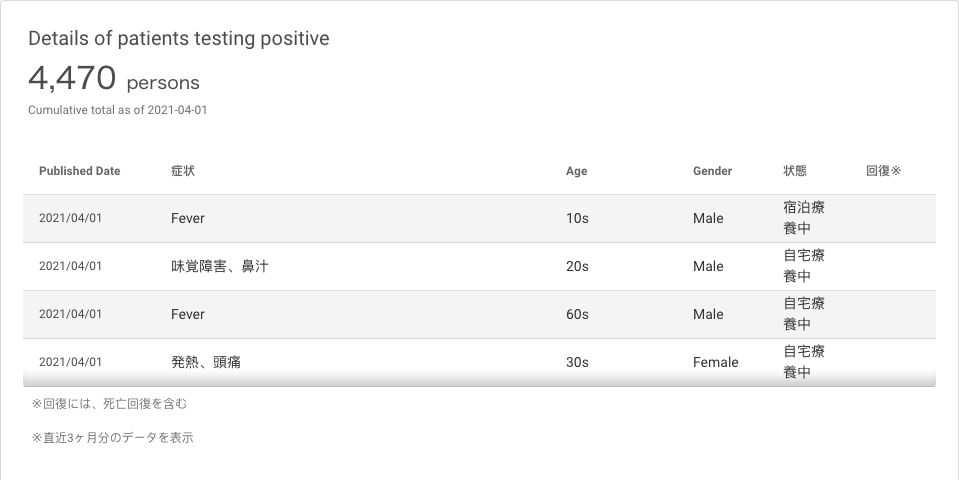 Details of patients testing positive
4,470 persons
Cumulative total as of 2021-04-01
Published Date 症状 Age Gender 状態 回復※
2021/04/01 Fever 10s Male 宿泊療
養中
2021/04/01 味覚障害、鼻汁 20s Male 自宅療
養中
2021/04/01 Fever 60s Male 自宅療
養中
2021/04/01 発熱、頭痛 30s Female 自宅療
養中
※回復には、死亡回復を含む
※直近3ヶ月分のデータを表示